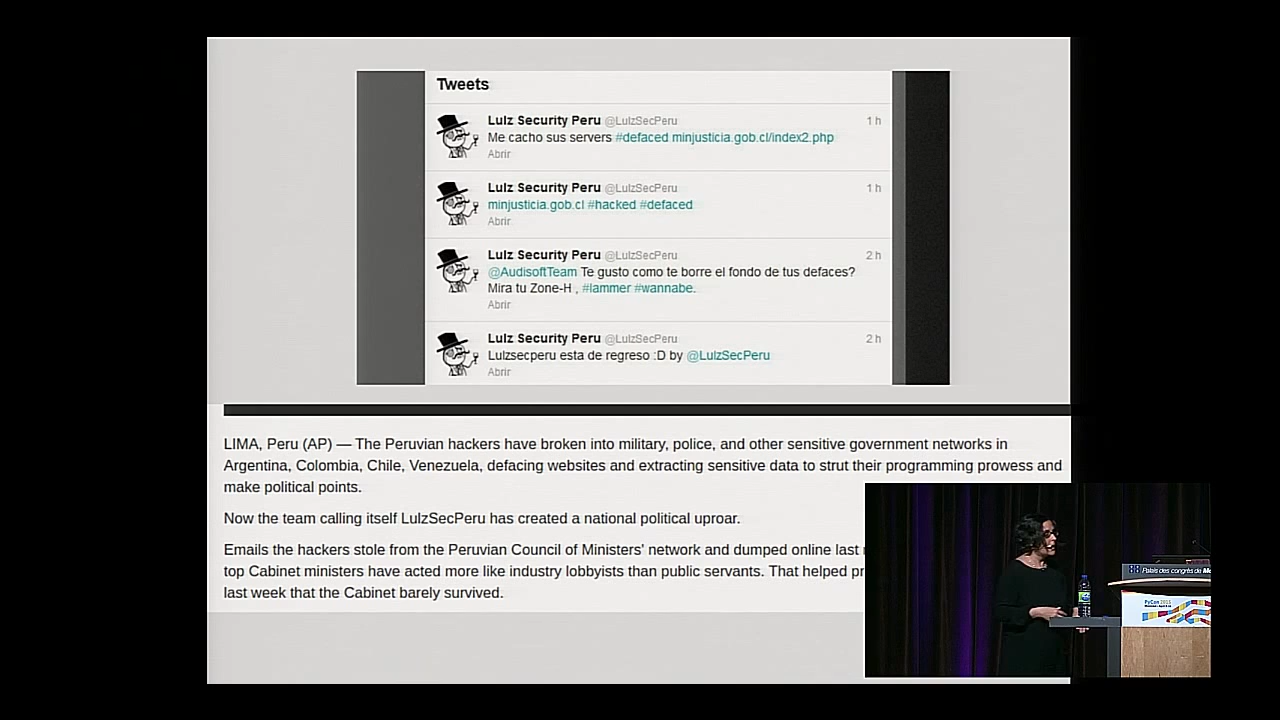 Tweets
Lulz Security Peru @LulzSecPeru 1 h
Me cacho sus servers #defaced minjusticia.gob.cl/index2.php
Abrir
Lulz Security Peru @LulzSecPeru 1 h
minjusticia.gob.cl #hacked #defaced
Abrir
Lulz Security Peru @LulzSecPeru 2 h
@AudisoftTeam Te gusto como te borre el fondo de tus defaces?
Mira tu Zone-H , #lammer #wannabe.
Abrir
Lulz Security Peru @LulzSecPeru 2 h
Lulzsecperu esta de regreso :D by @LulzSecPeru
Abrir
LIMA, Peru (AP) — The Peruvian hackers have broken into military, police, and other sensitive government networks in
Argentina, Colombia, Chile, Venezuela, defacing websites and extracting sensitive data to strut their programming prowess and
make political points.
Now the team calling itself LulzSecPeru has created a national political uproar.
Emails the hackers stole from the Peruvian Council of Ministers' network and dumped online last
top Cabinet ministers have acted more like industry lobbyists than public servants. That helped
last week that the Cabinet barely survived.
Palais des congrès de
PyCon 2015